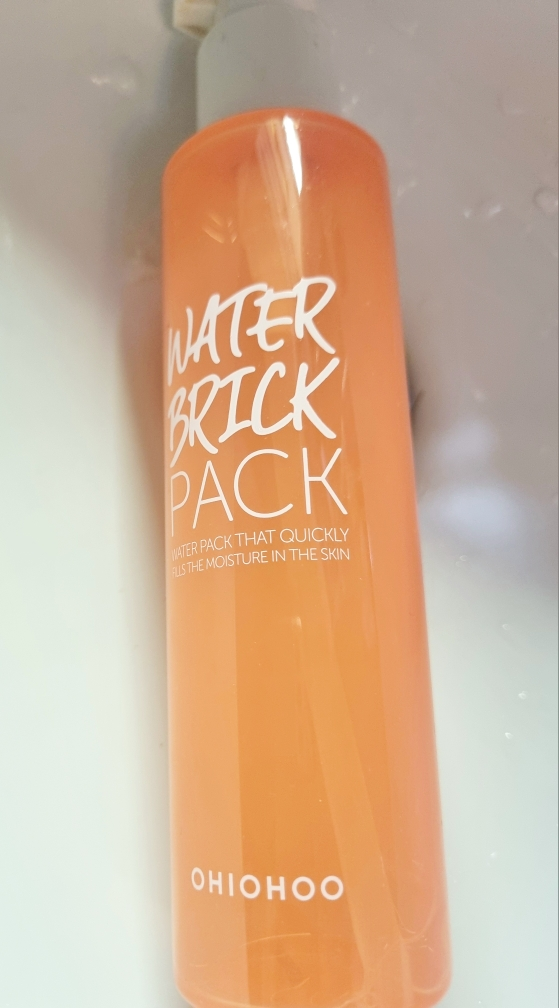 WATER
BRICK
PACK
WATER PACK THAT QUICKLY
FILLS THE MOISTURE IN THE SKIN
OHIOHOO